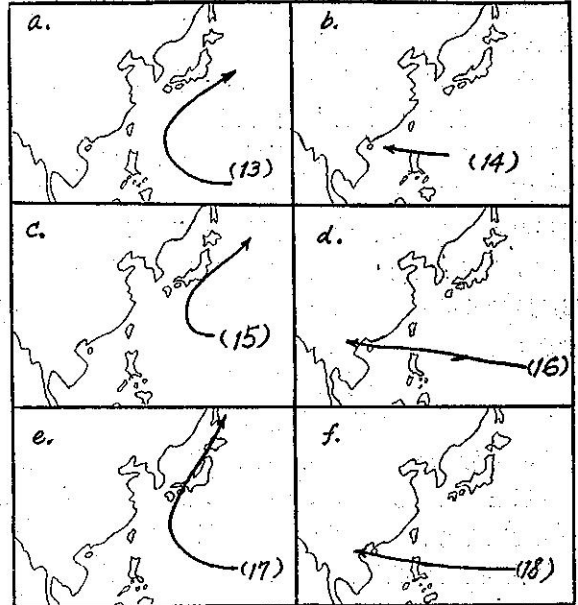 a.
(13)
b.
(14)
c.
(15)
d.
(16)
e.
(17)
f.
(18)